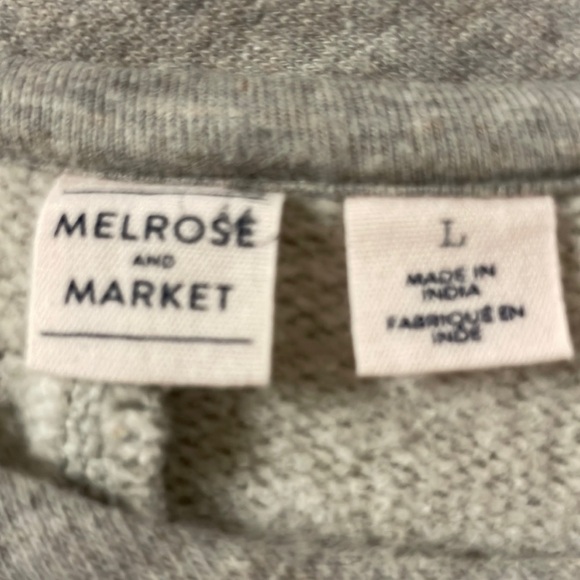 MELROSE
AND
MARKET
L
MADE IN
INDIA
FABRIQUÉ EN
INDE